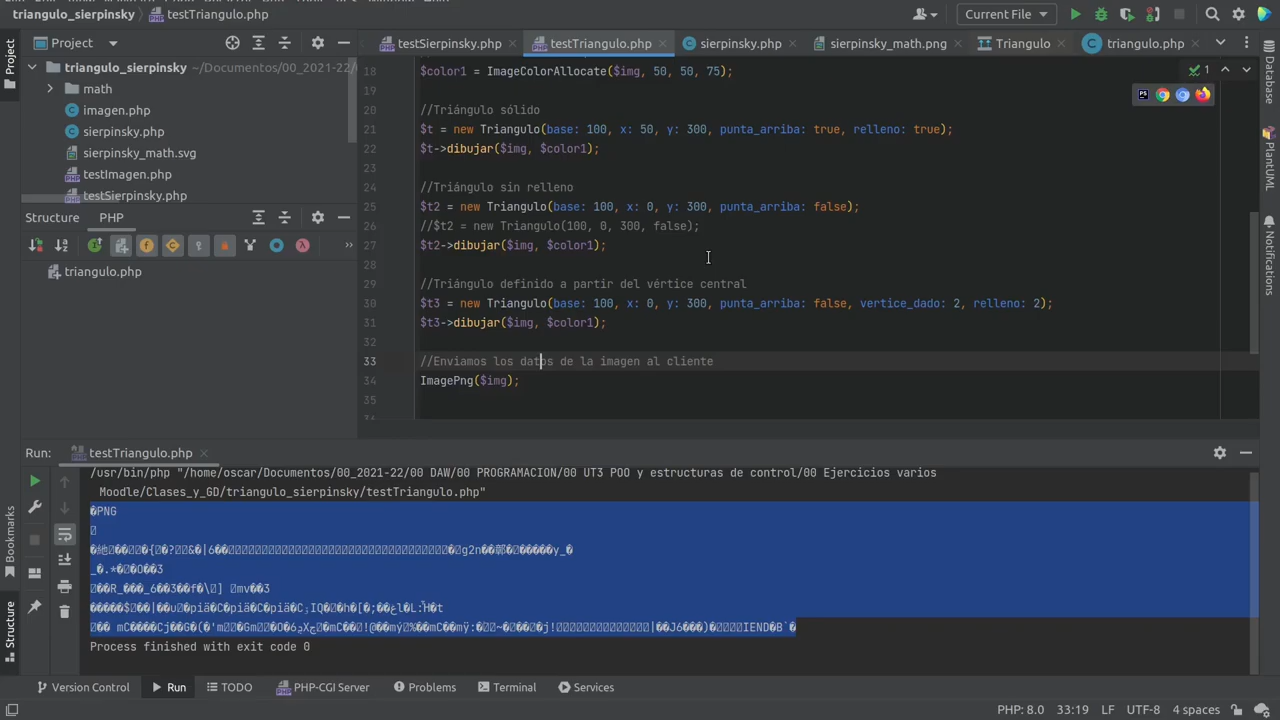 triangulo_sierpinsky
testTriangulo.php
Current File
Project
testSierpinsky.php
testTriangulo.php
sierpinsky.php
sierpinsky_math.png
Triangulo
triangulo.php
triangulo_sierpinsky ~/Documentos/00_2021-22/
math
imagen.php
sierpinsky.php
sierpinsky_math.svg
testImagen.php
testSierpinsky.php
Structure
PHP
triangulo.php
18 $color1 = ImageColorAllocate($img, 50, 50, 75);
19
20 //Triángulo sólido
21 $t = new Triangulo(base: 100, x: 50, y: 300, punta_arriba: true, relleno: true);
22 $t->dibujar($img, $color1);
23
24 //Triángulo sin relleno
25 $t2 = new Triangulo(base: 100, x: 0, y: 300, punta_arriba: false);
26 //$t2 = new Triangulo(100, 0, 300, false);
27 $t2->dibujar($img, $color1);
28
29 //Triángulo definido a partir del vértice central
30 $t3 = new Triangulo(base: 100, x: 0, y: 300, punta_arriba: false, vertice_dado: 2, relleno: 2);
31 $t3->dibujar($img, $color1);
32
33 //Enviamos los datos de la imagen al cliente
34 ImagePng($img);
35
1
Project
Bookmarks
Structure
Database
PlantUML
Notifications
Run:
testTriangulo.php
/usr/bin/php "/home/oscar/Documentos/00_2021-22/00 DAW/00 PROGRAMACION/00 UT3 POO y estructuras de control/00 Ejercicios varios
Moodle/Clases_y_GD/triangulo_sierpinsky/testTriangulo.php"
�PNG
Process finished with exit code 0
Version Control
Run
TODO
PHP-CGI Server
Problems
Terminal
Services
PHP: 8.0
33:19
LF
UTF-8
4 spaces